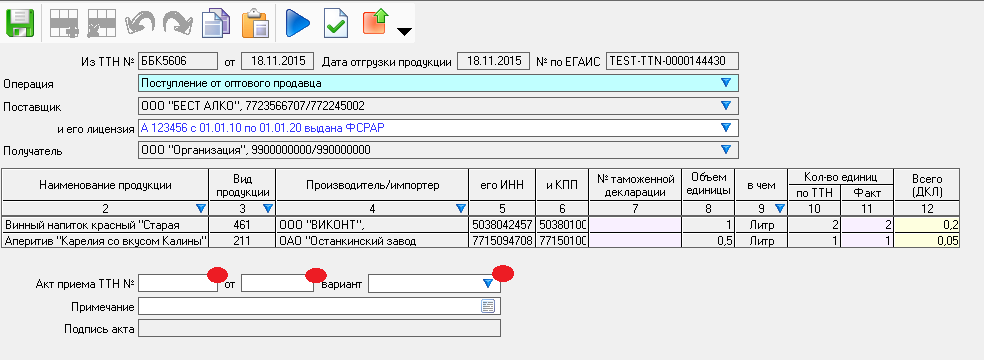 Из ТТН № ББК5606 от 18.11.2015 Дата отгрузки продукции 18.11.2015 № по ЕГАИС TEST-TTN-0000144430
Операция Поступление от оптового продавца
Поставщик ООО "БЕСТ АЛКО", 7723566707/772245002
и его лицензия А 123456 с 01.01.10 по 01.01.20 выдана ФСРАР
Получатель ООО "Организация", 9900000000/990000000
Наименование продукции Вид продукции Производитель/импортер его ИНН и КПП № таможенной декларации Объем единицы в чем Кол-во единиц по ТТН Факт Всего (ДКЛ)
2 3 4 5 6 7 8 9 10 11 12
Винный напиток красный "Старая 461 ООО "ВИКОНТ", 5038042457 50380100 1 Литр 2 2 0,2
Аперитив "Карелия со вкусом Калины" 211 ОАО "Останкинский завод 7715094708 77150100 0,5 Литр 1 1 0,05
Акт приема ТТН № от вариант
Примечание
Подпись акта